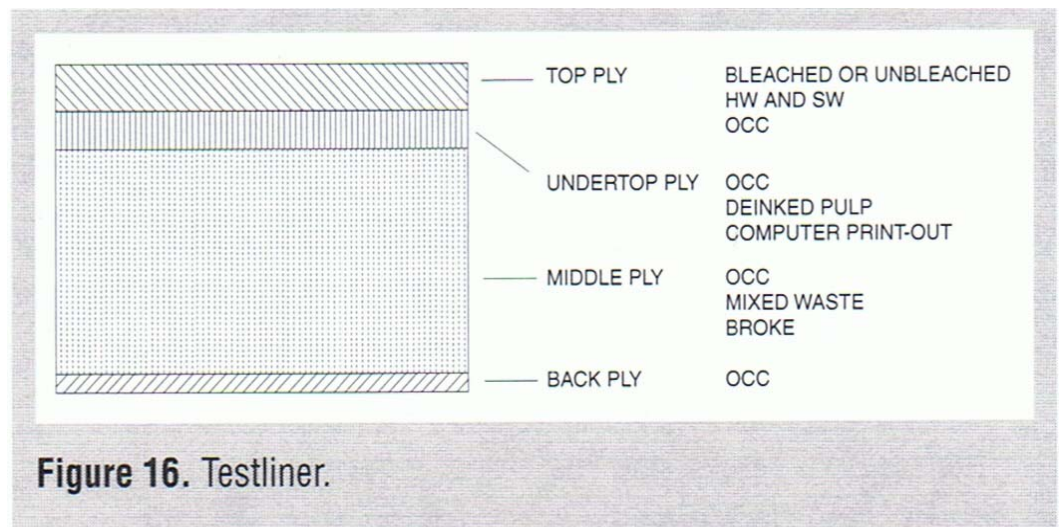 TOP PLY BLEACHED OR UNBLEACHED
HW AND SW
OCC
UNDERTOP PLY OCC
DEINKED PULP
COMPUTER PRINT-OUT
MIDDLE PLY OCC
MIXED WASTE
BROKE
BACK PLY OCC
Figure 16. Testliner.